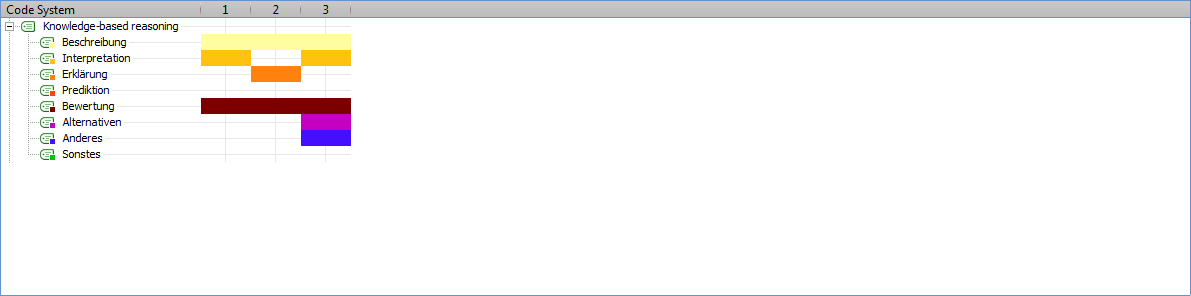 Code System 1 2 3
Knowledge-based reasoning
Beschreibung
Interpretation
Erklärung
Prediktion
Bewertung
Alternativen
Anderes
Sonstes